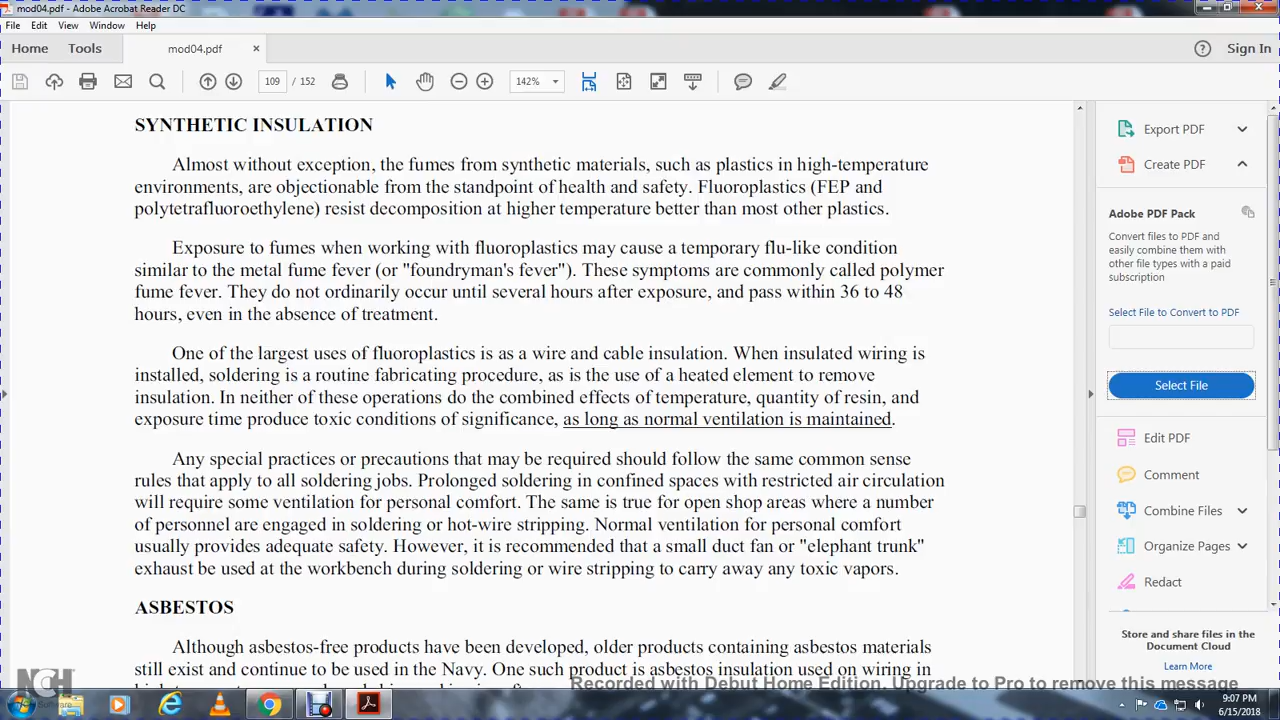 mod04.pdf - Adobe Acrobat Reader DC
File Edit View Window Help
Home Tools mod04.pdf × Sign In
109 / 152 142%
SYNTHETIC INSULATION
Almost without exception, the fumes from synthetic materials, such as plastics in high-temperature
environments, are objectionable from the standpoint of health and safety. Fluoroplastics (FEP and
polytetrafluoroethylene) resist decomposition at higher temperature better than most other plastics.
Exposure to fumes when working with fluoroplastics may cause a temporary flu-like condition
similar to the metal fume fever (or "foundryman's fever"). These symptoms are commonly called polymer
fume fever. They do not ordinarily occur until several hours after exposure, and pass within 36 to 48
hours, even in the absence of treatment.
One of the largest uses of fluoroplastics is as a wire and cable insulation. When insulated wiring is
installed, soldering is a routine fabricating procedure, as is the use of a heated element to remove
insulation. In neither of these operations do the combined effects of temperature, quantity of resin, and
exposure time produce toxic conditions of significance, as long as normal ventilation is maintained.
Any special practices or precautions that may be required should follow the same common sense
rules that apply to all soldering jobs. Prolonged soldering in confined spaces with restricted air circulation
will require some ventilation for personal comfort. The same is true for open shop areas where a number
of personnel are engaged in soldering or hot-wire stripping. Normal ventilation for personal comfort
usually provides adequate safety. However, it is recommended that a small duct fan or "elephant trunk"
exhaust be used at the workbench during soldering or wire stripping to carry away any toxic vapors.
ASBESTOS
Although asbestos-free products have been developed, older products containing asbestos materials
still exist and continue to be used in the Navy. One such product is asbestos insulation used on wiring in
Export PDF
Create PDF
Adobe PDF Pack
Convert files to PDF and
easily combine them with
other file types with a paid
subscription
Select File to Convert to PDF
Select File
Edit PDF
Comment
Combine Files
Organize Pages
Redact
Store and share files in the
Document Cloud
Learn More
NCH
Software
Recorded with Debut Home Edition. Upgrade to Pro to remove this message
9:07 PM
6/15/2018